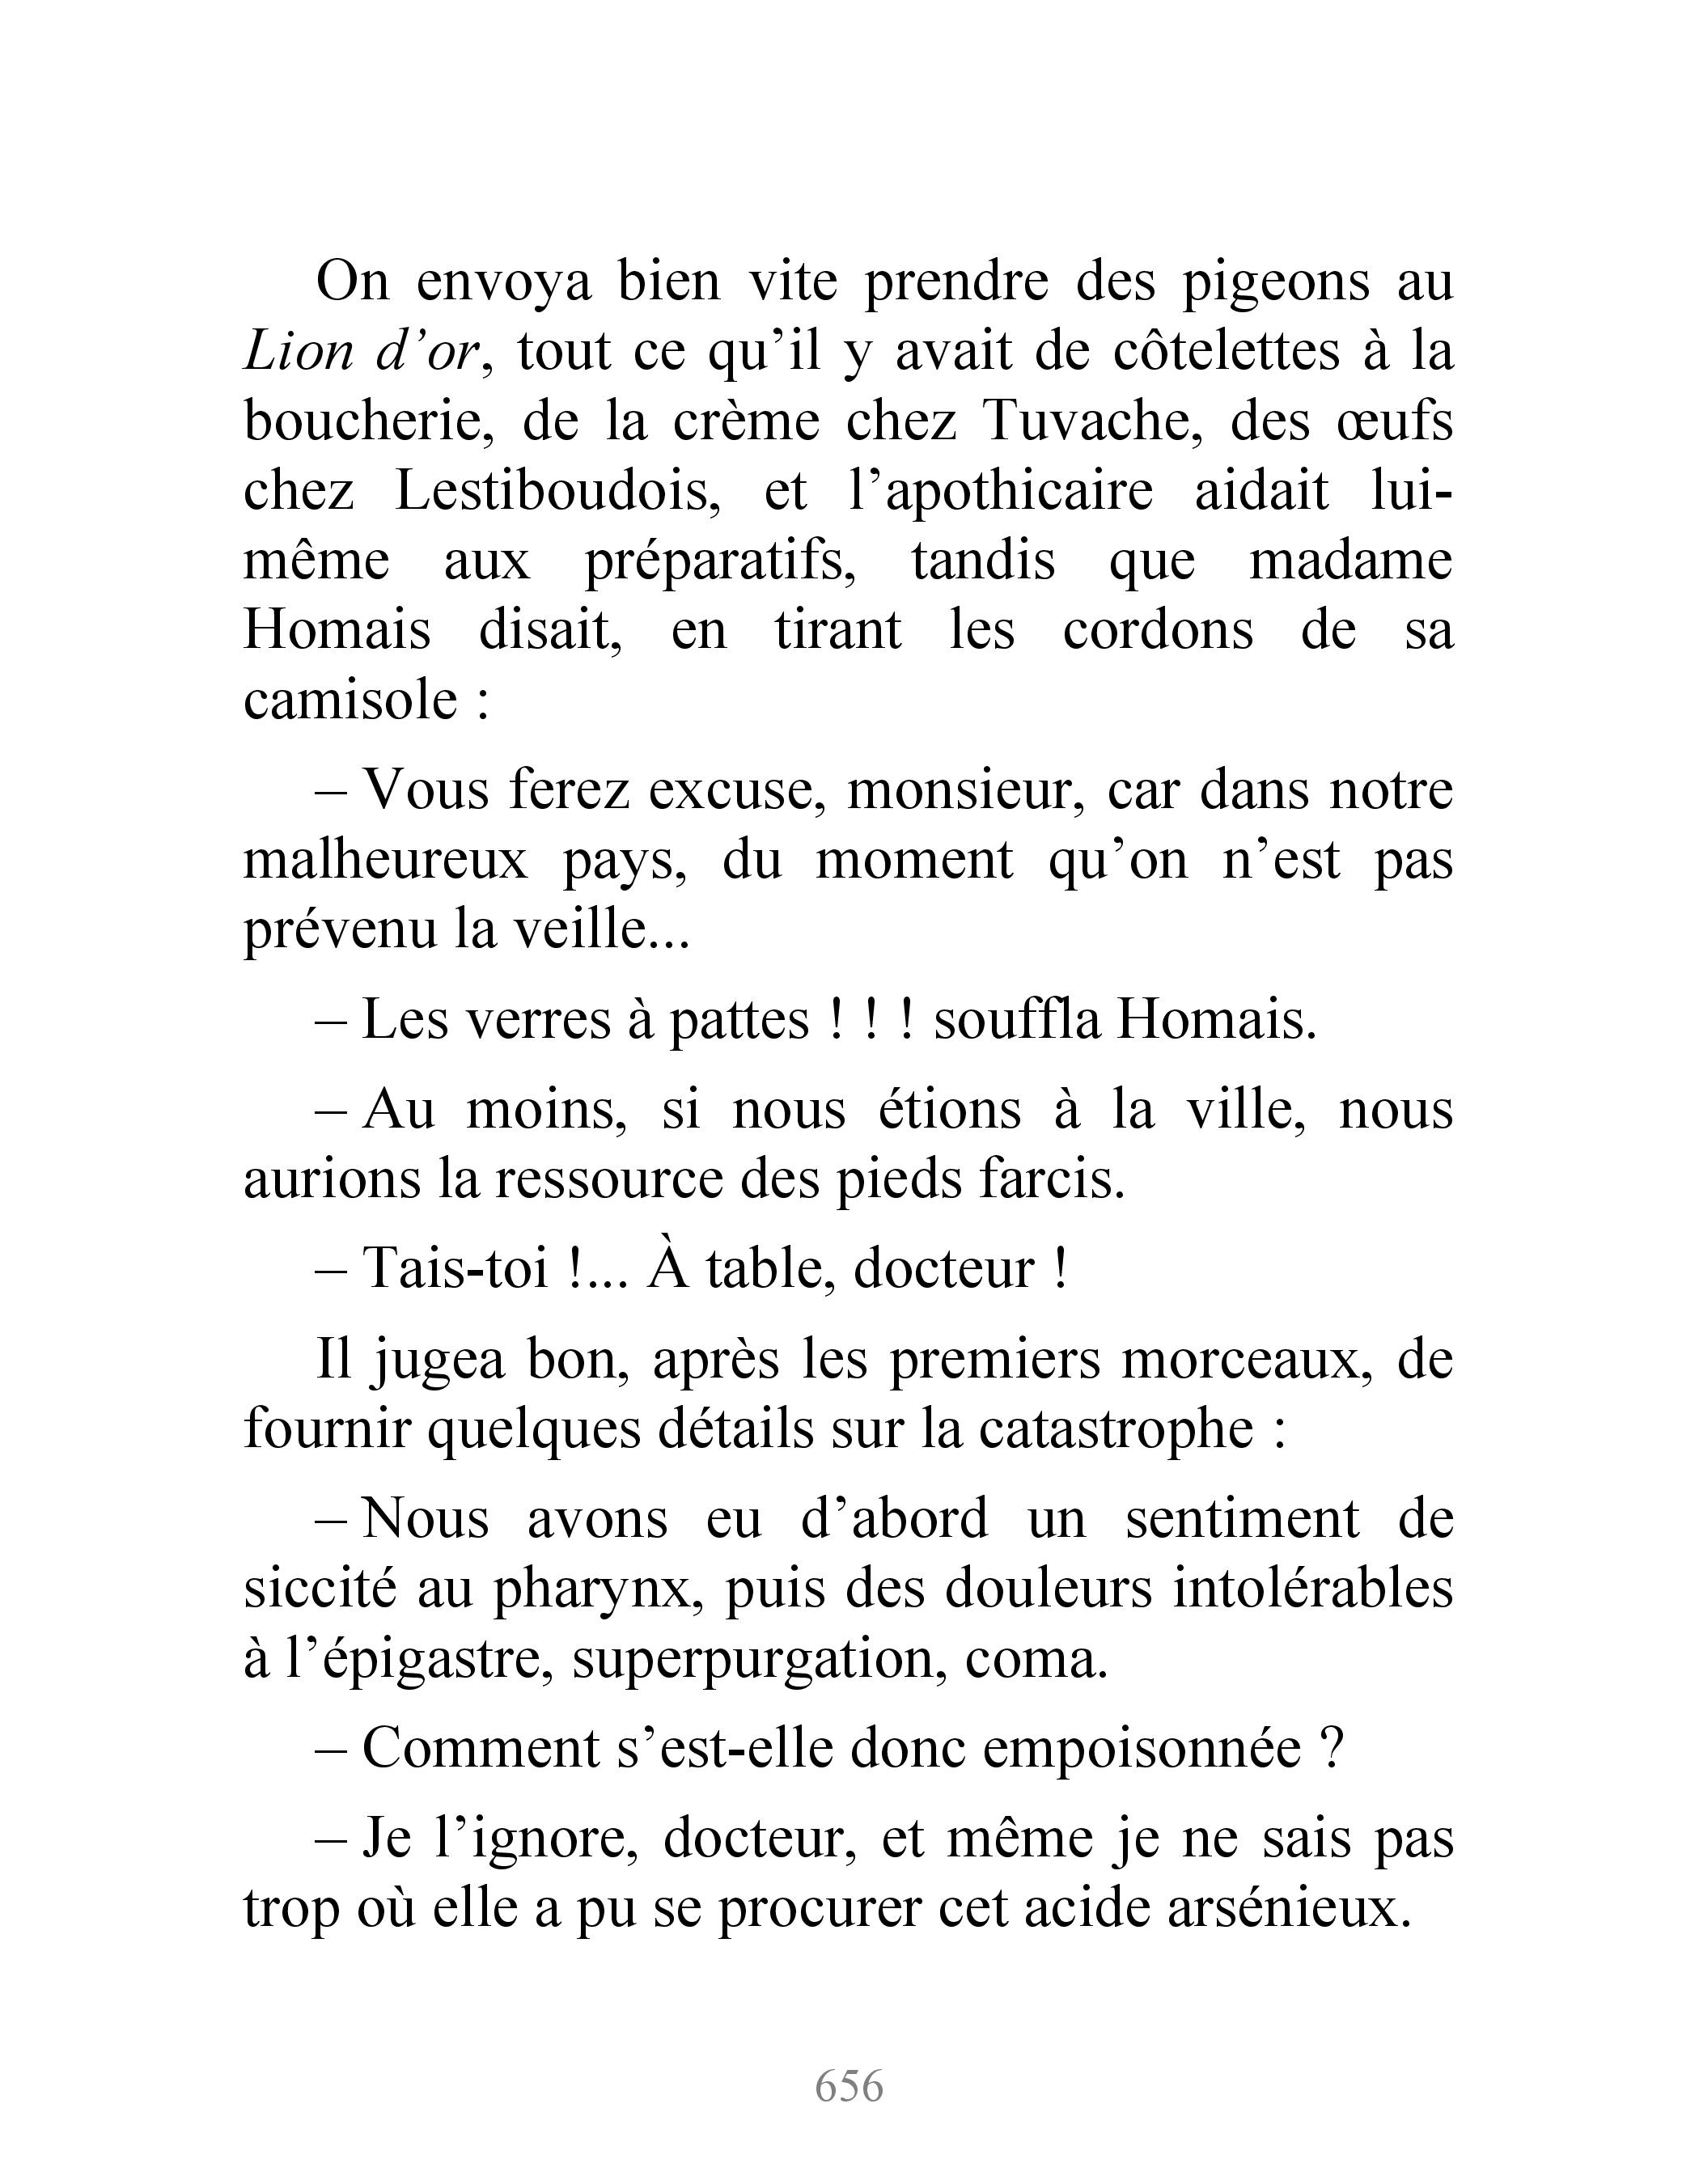 On envoya bien vite prendre des pigeons au
Lion d’or, tout ce qu’il y avait de côtelettes à la
boucherie, de la crème chez Tuvache, des œufs
chez Lestiboudois, et l’apothicaire aidait lui-
même aux préparatifs, tandis que madame
Homais disait, en tirant les cordons de sa
camisole :
– Vous ferez excuse, monsieur, car dans notre
malheureux pays, du moment qu’on n’est pas
prévenu la veille...
– Les verres à pattes ! ! ! souffla Homais.
– Au moins, si nous étions à la ville, nous
aurions la ressource des pieds farcis.
– Tais-toi !... À table, docteur !
Il jugea bon, après les premiers morceaux, de
fournir quelques détails sur la catastrophe :
– Nous avons eu d’abord un sentiment de
siccité au pharynx, puis des douleurs intolérables
à l’épigastre, superpurgation, coma.
– Comment s’est-elle donc empoisonnée ?
– Je l’ignore, docteur, et même je ne sais pas
trop où elle a pu se procurer cet acide arsénieux.
656